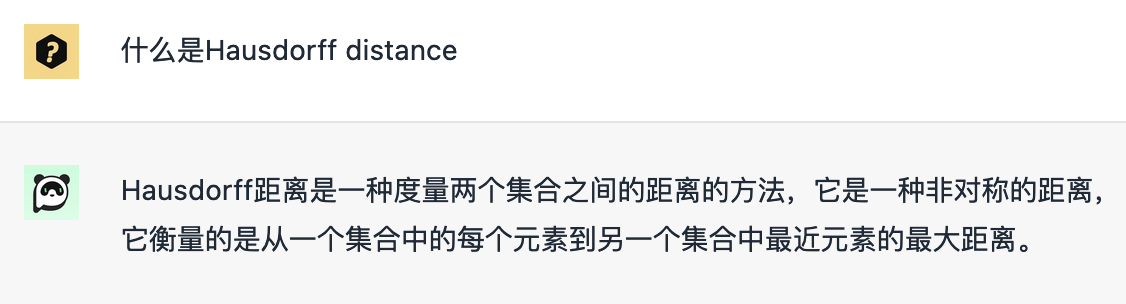 什么是Hausdorff distance
Hausdorff距离是一种度量两个集合之间的距离的方法，它是一种非对称的距离，
它衡量的是从一个集合中的每个元素到另一个集合中最近元素的最大距离。